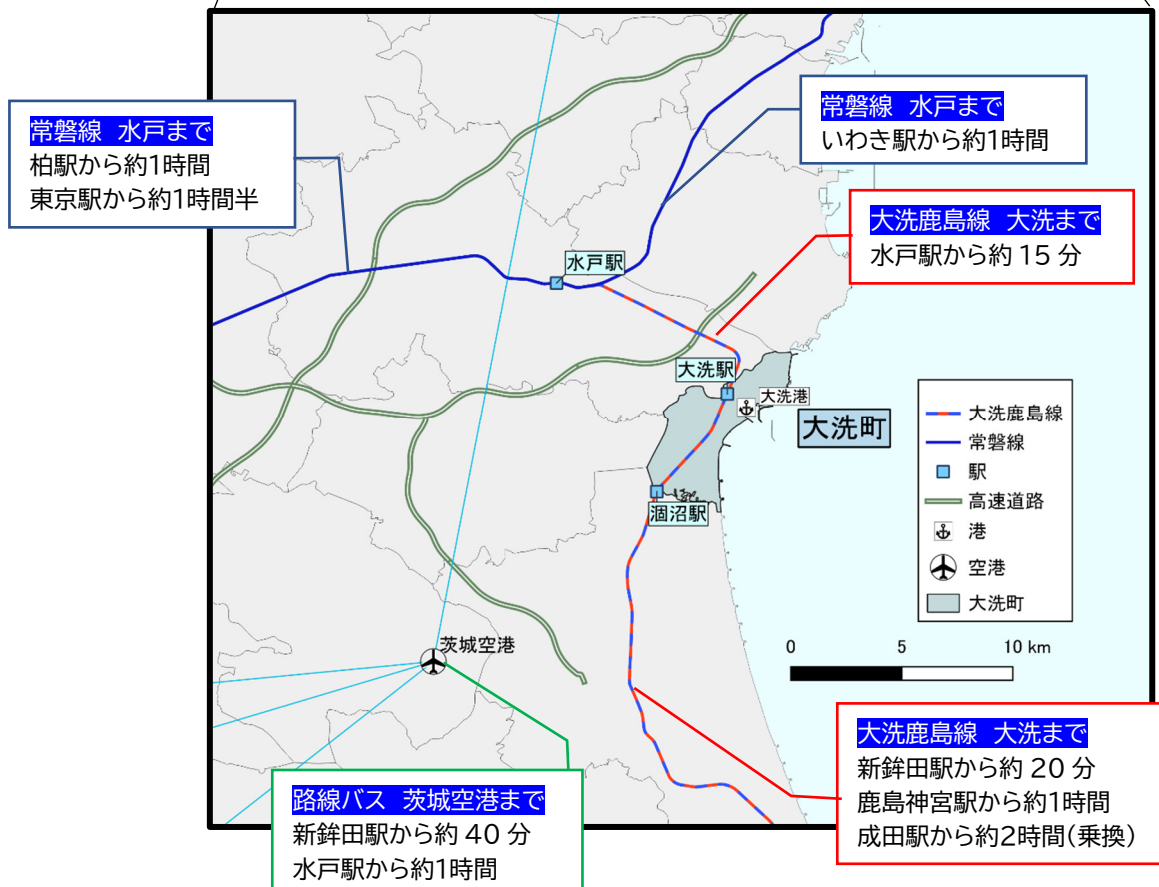 常磐線 水戸まで
柏駅から約1時間
東京駅から約1時間半
常磐線 水戸まで
いわき駅から約1時間
大洗鹿島線 大洗まで
水戸駅から約 15 分
水戸駅
大洗駅
大洗港
大洗町
涸沼駅
茨城空港
大洗鹿島線
常磐線
駅
高速道路
港
空港
大洗町
0 5 10 km
大洗鹿島線 大洗まで
新鉾田駅から約 20 分
鹿島神宮駅から約1時間
成田駅から約2時間(乗換)
路線バス 茨城空港まで
新鉾田駅から約 40 分
水戸駅から約1時間